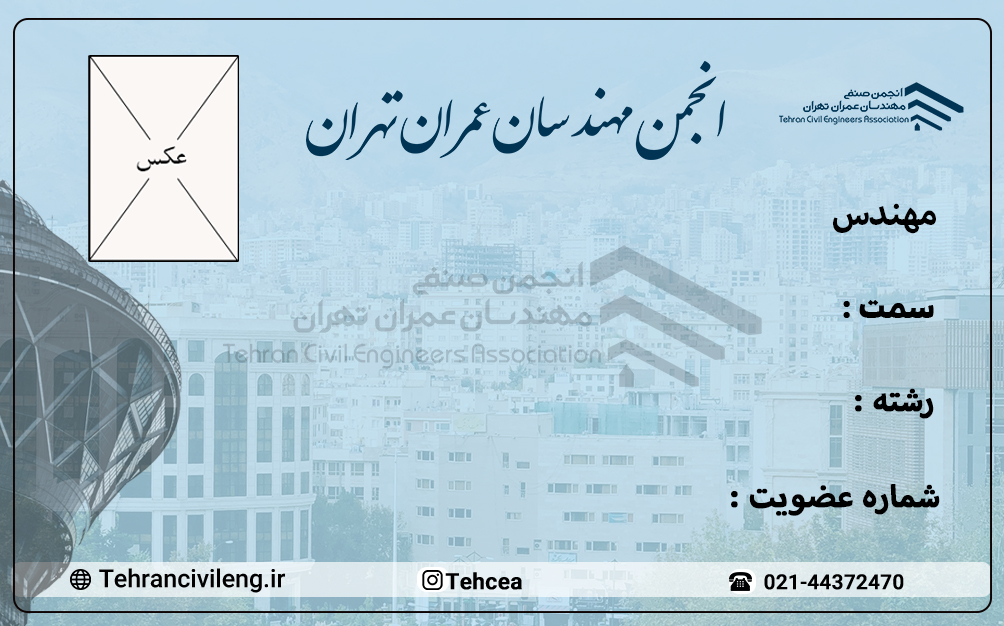 انجمن صنفی
مهندسان عمران تهران
Tehran Civil Engineers Association
انجمن مهندسان عمران تهران
عکس
مهندس
انجمن صنفی
مهندسان عمران تهران
Tehran Civil Engineers Association
سمت :
رشته :
شماره عضویت :
Tehrancivileng.ir
Tehcea
021-44372470